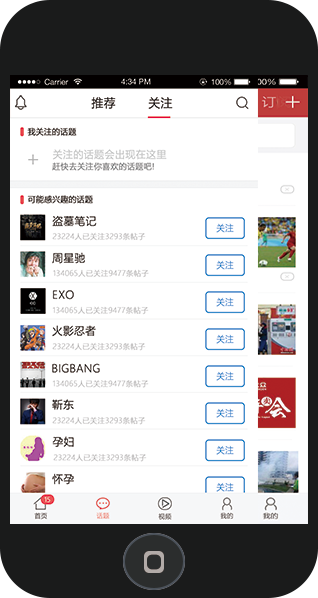 Carrier 4:34 PM 100% 00%
推荐 关注 订
我关注的话题
关注的话题会出现在这里
赶快去关注你喜欢的话题吧!
可能感兴趣的话题
盗墓笔记
23224人已关注3293条帖子
关注
周星驰
134065人已关注9477条帖子
关注
EXO
134065人已关注9477条帖子
关注
火影忍者
23224人已关注3293条帖子
关注
BIGBANG
134065人已关注9477条帖子
关注
靳东
23224人已关注3293条帖子
关注
孕妇
23224人已关注3293条帖子
关注
怀孕
关注
15
首页 话题 视频 我的 我的